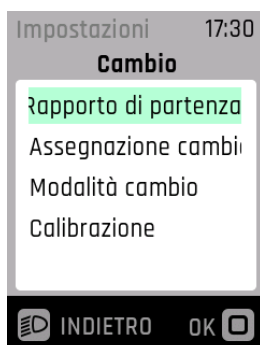 Impostazioni 17:30
Cambio
Rapporto di partenza
Assegnazione cambi
Modalità cambio
Calibrazione
INDIETRO OK